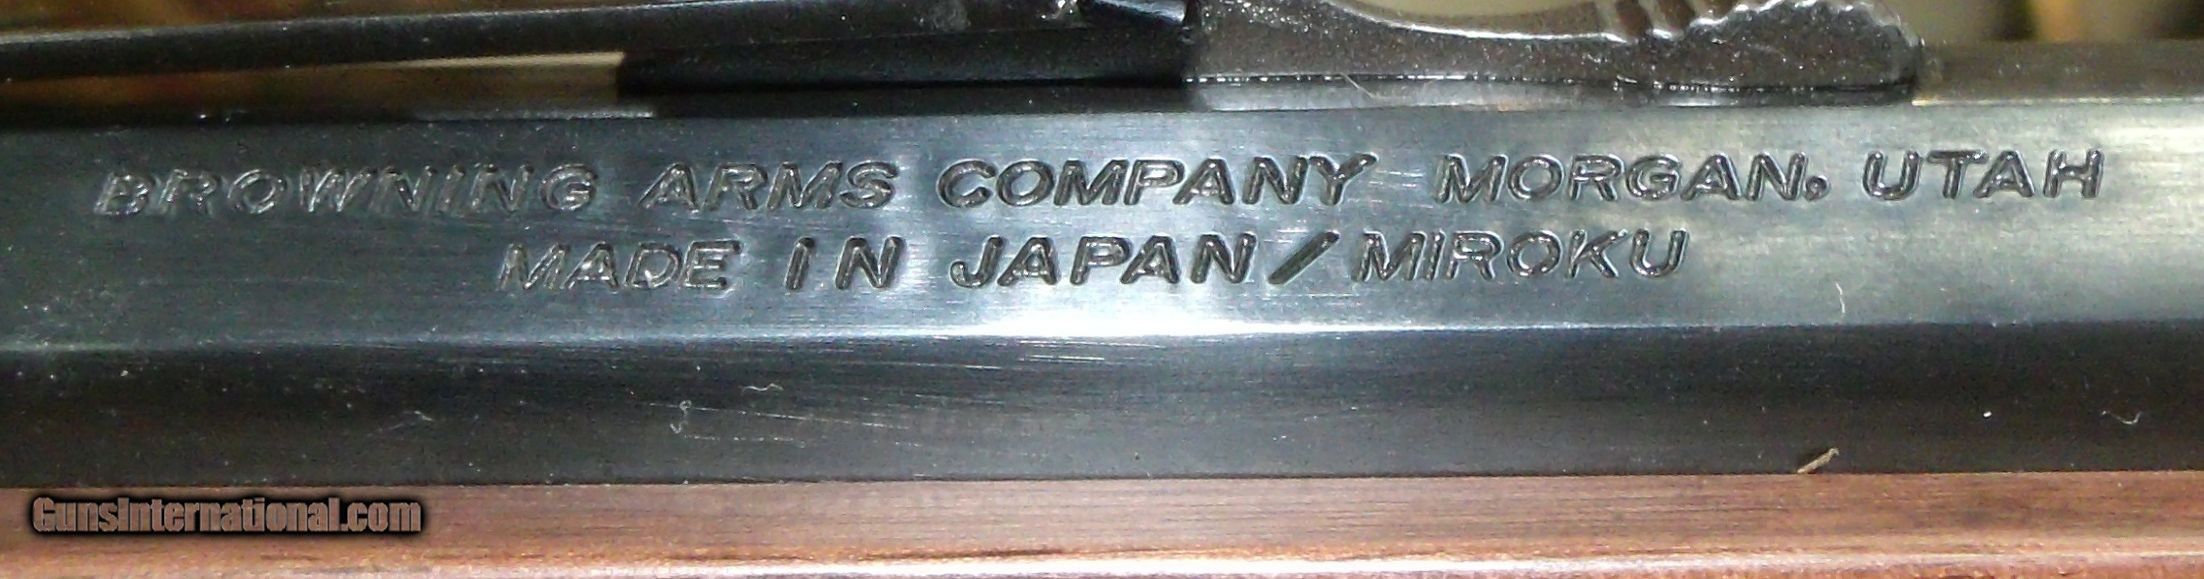 BROWNING ARMS COMPANY MORGAN, UTAH
MADE IN JAPAN/MIROKU
GunsInternational.com